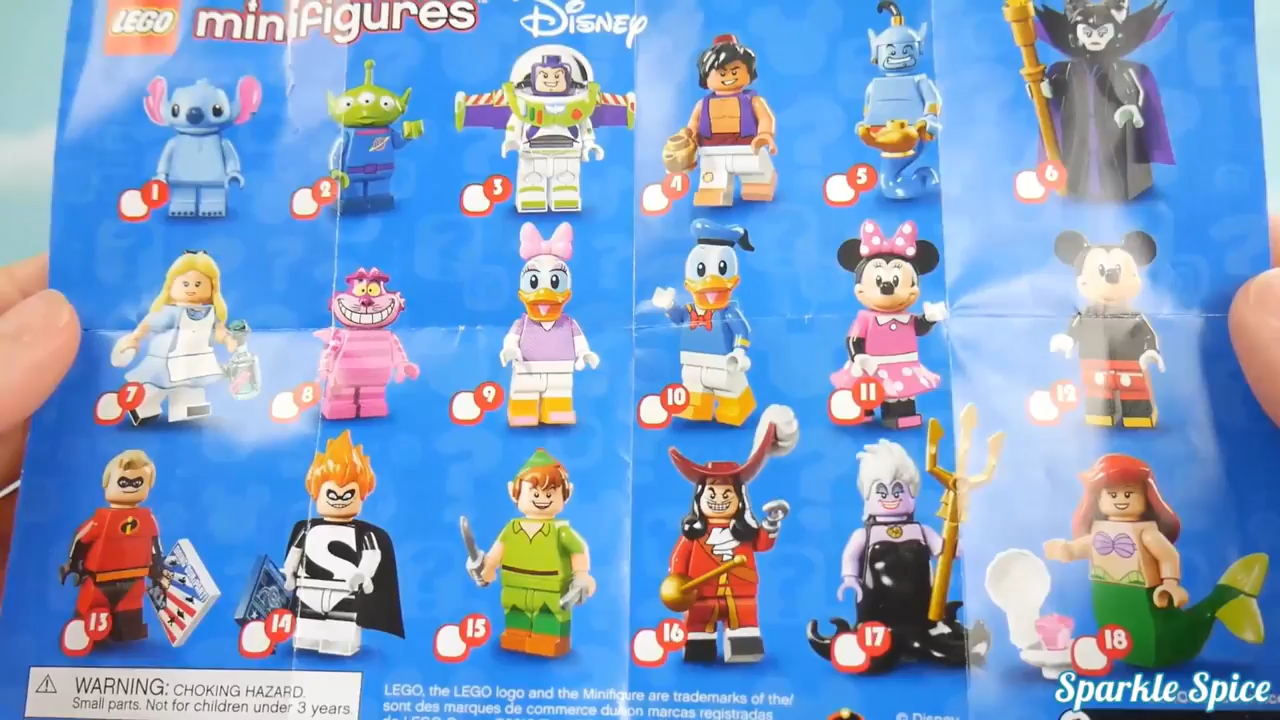 LEGO minifigures Disney
1 2 3 4 5 6
7 8 9 10 11 12
S
13 14 15 16 17 18
WARNING: CHOKING HAZARD.
Small parts. Not for children under 3 years.
LEGO, the LEGO logo and the Minifigure are trademarks of the/
sont des marques de commerce du/son marcas registradas
© Disney
Sparkle Spice